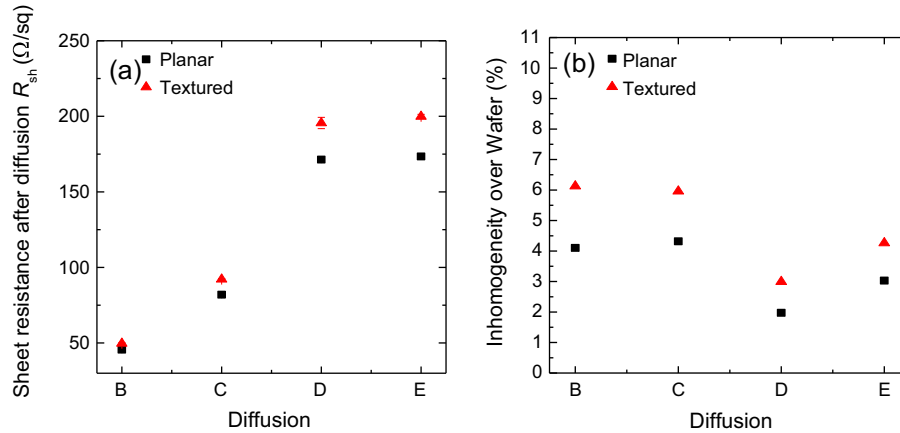 Sheet resistance after diffusion Rsh (Ω/sq)
250
200
150
100
50
(a)
Planar
Textured
B C D E
Diffusion
Inhomogeneity over Wafer (%)
11
10
9
8
7
6
5
4
3
2
1
0
(b)
Planar
Textured
B C D E
Diffusion